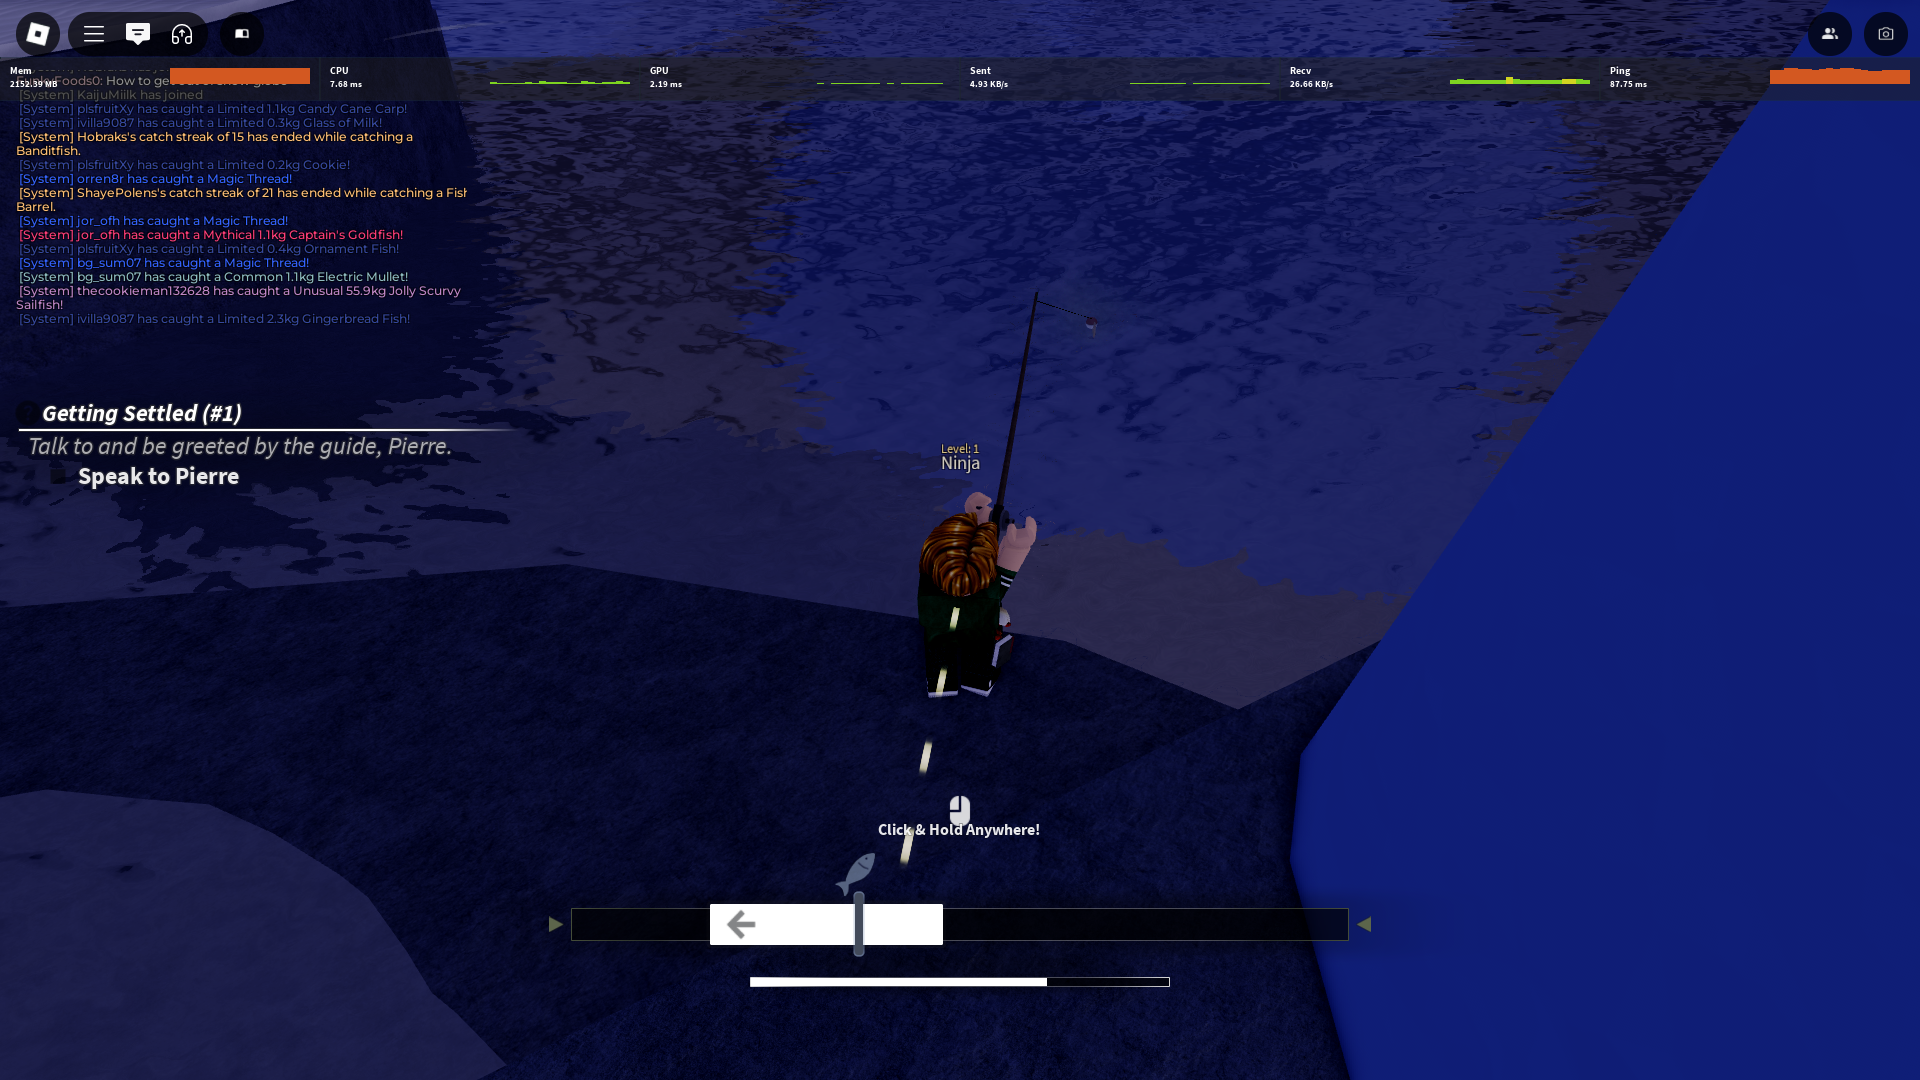 Mem
2152.59 MB
CPU
7.68 ms
GPU
2.19 ms
Sent
4.93 KB/s
Recv
26.66 KB/s
Ping
87.75 ms
How to ge
[System] KaijuMiilk has joined
[System] plsfruitXy has caught a Limited 1.1kg Candy Cane Carp!
[System] ivilla9087 has caught a Limited 0.3kg Glass of Milk!
[System] Hobraks's catch streak of 15 has ended while catching a
Banditfish.
[System] plsfruitXy has caught a Limited 0.2kg Cookie!
[System] orren8r has caught a Magic Thread!
[System] ShayePolens's catch streak of 21 has ended while catching a Fish
Barrel.
[System] jor_ofh has caught a Magic Thread!
[System] jor_ofh has caught a Mythical 1.1kg Captain's Goldfish!
[System] plsfruitXy has caught a Limited 0.4kg Ornament Fish!
[System] bg_sum07 has caught a Magic Thread!
[System] bg_sum07 has caught a Common 1.1kg Electric Mullet!
[System] thecookieman132628 has caught a Unusual 55.9kg Jolly Scurvy
Sailfish!
[System] ivilla9087 has caught a Limited 2.3kg Gingerbread Fish!
Getting Settled (#1)
Talk to and be greeted by the guide, Pierre.
Speak to Pierre
Level: 1
Ninja
Click & Hold Anywhere!